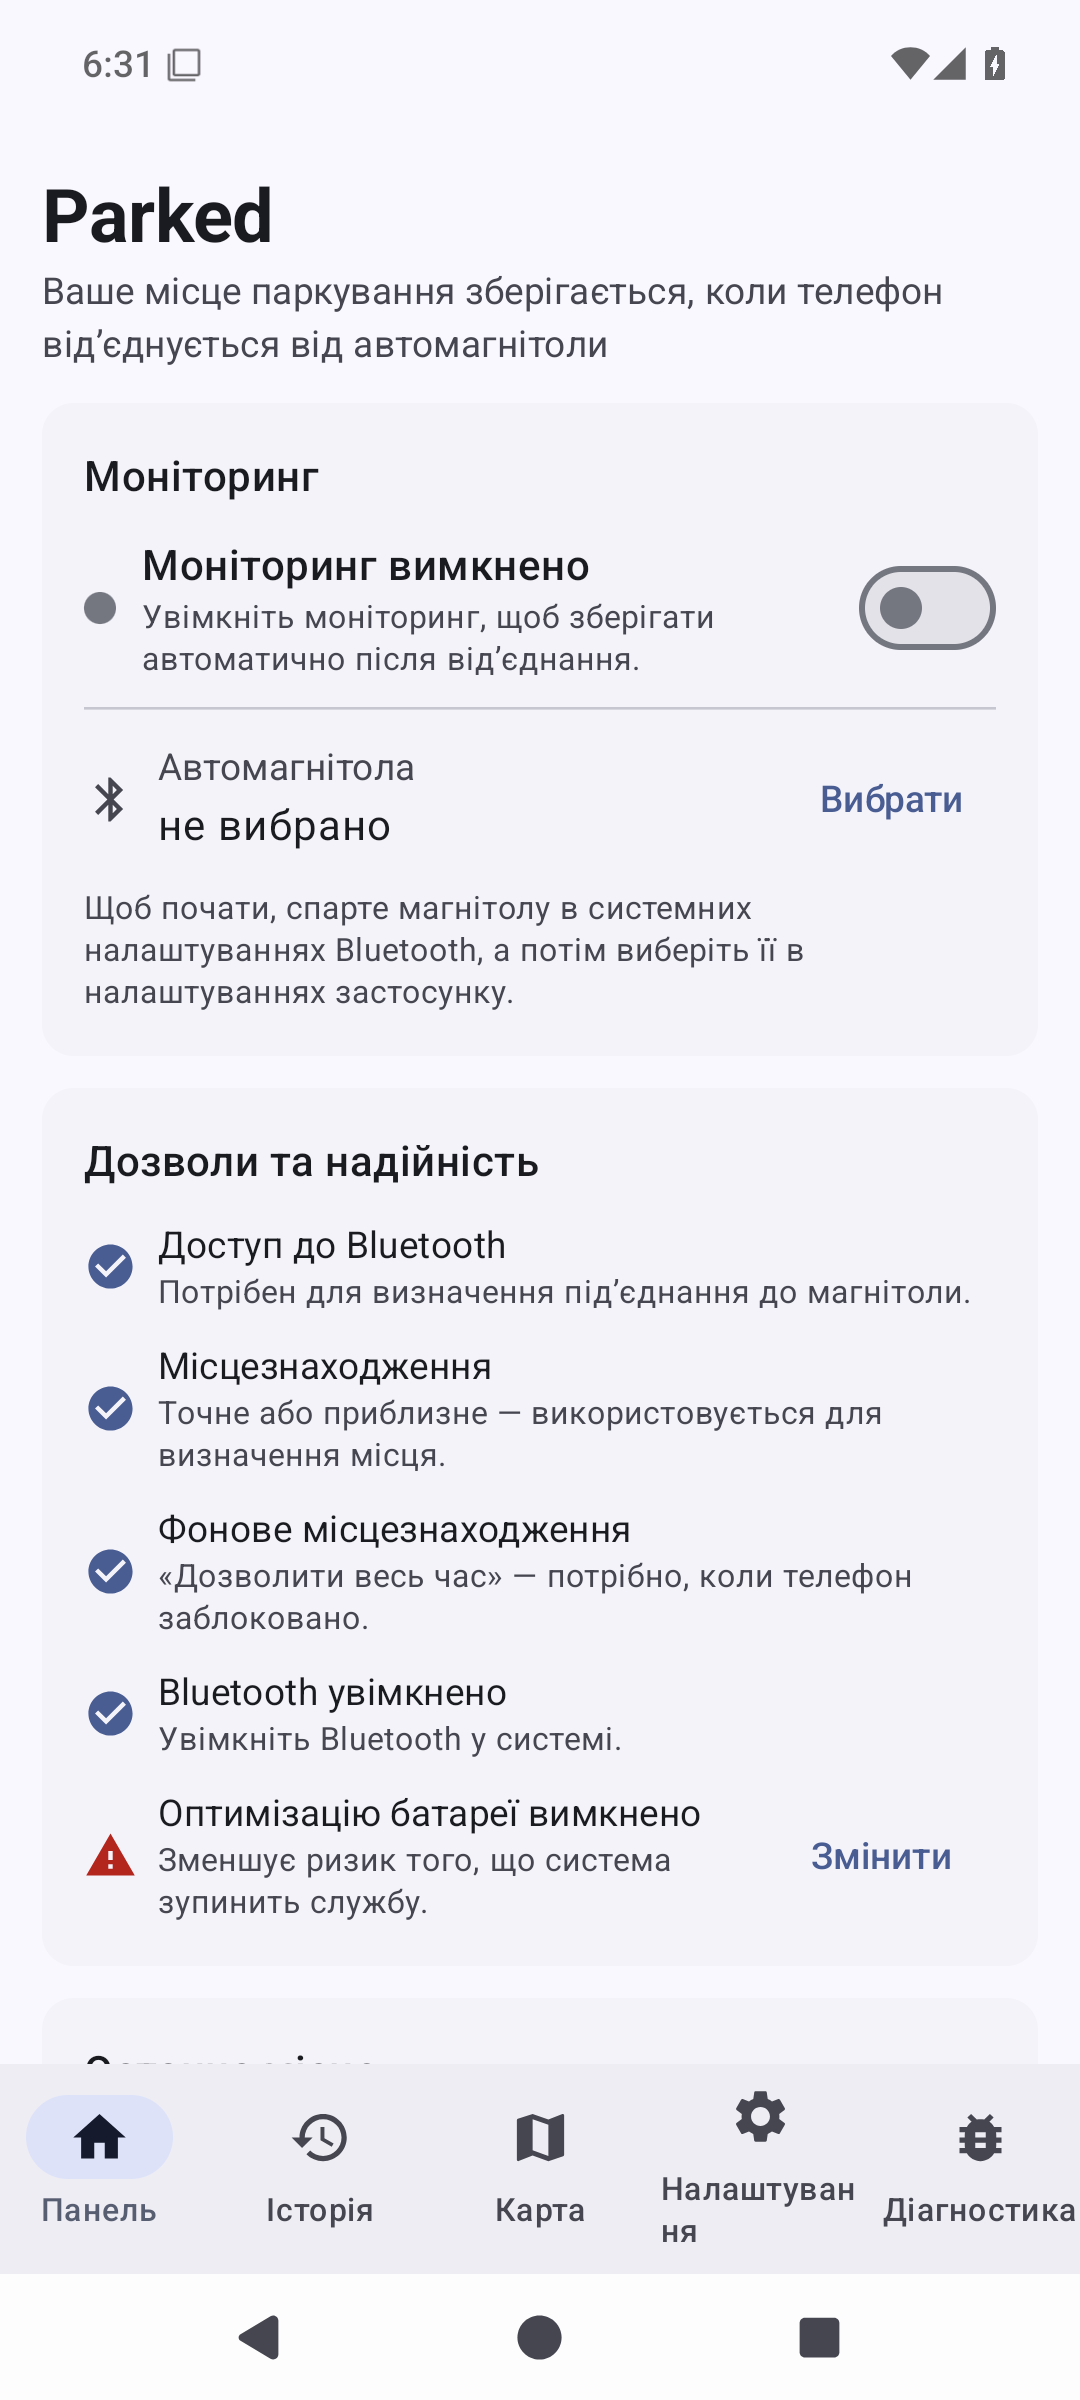 6:31
Parked
Ваше місце паркування зберігається, коли телефон
від’єднується від автомагнітоли
Моніторинг
Моніторинг вимкнено
Увімкніть моніторинг, щоб зберігати
автоматично після від’єднання.
Автомагнітола
не вибрано
Вибрати
Щоб почати, спарте магнітолу в системних
налаштуваннях Bluetooth, а потім виберіть її в
налаштуваннях застосунку.
Дозволи та надійність
Доступ до Bluetooth
Потрібен для визначення під’єднання до магнітоли.
Місцезнаходження
Точне або приблизне — використовується для
визначення місця.
Фонове місцезнаходження
«Дозволити весь час» — потрібно, коли телефон
заблоковано.
Bluetooth увімкнено
Увімкніть Bluetooth у системі.
Оптимізацію батареї вимкнено
Зменшує ризик того, що система
зупинить службу.
Змінити
Панель
Історія
Карта
Налаштуван
ня
Діагностика